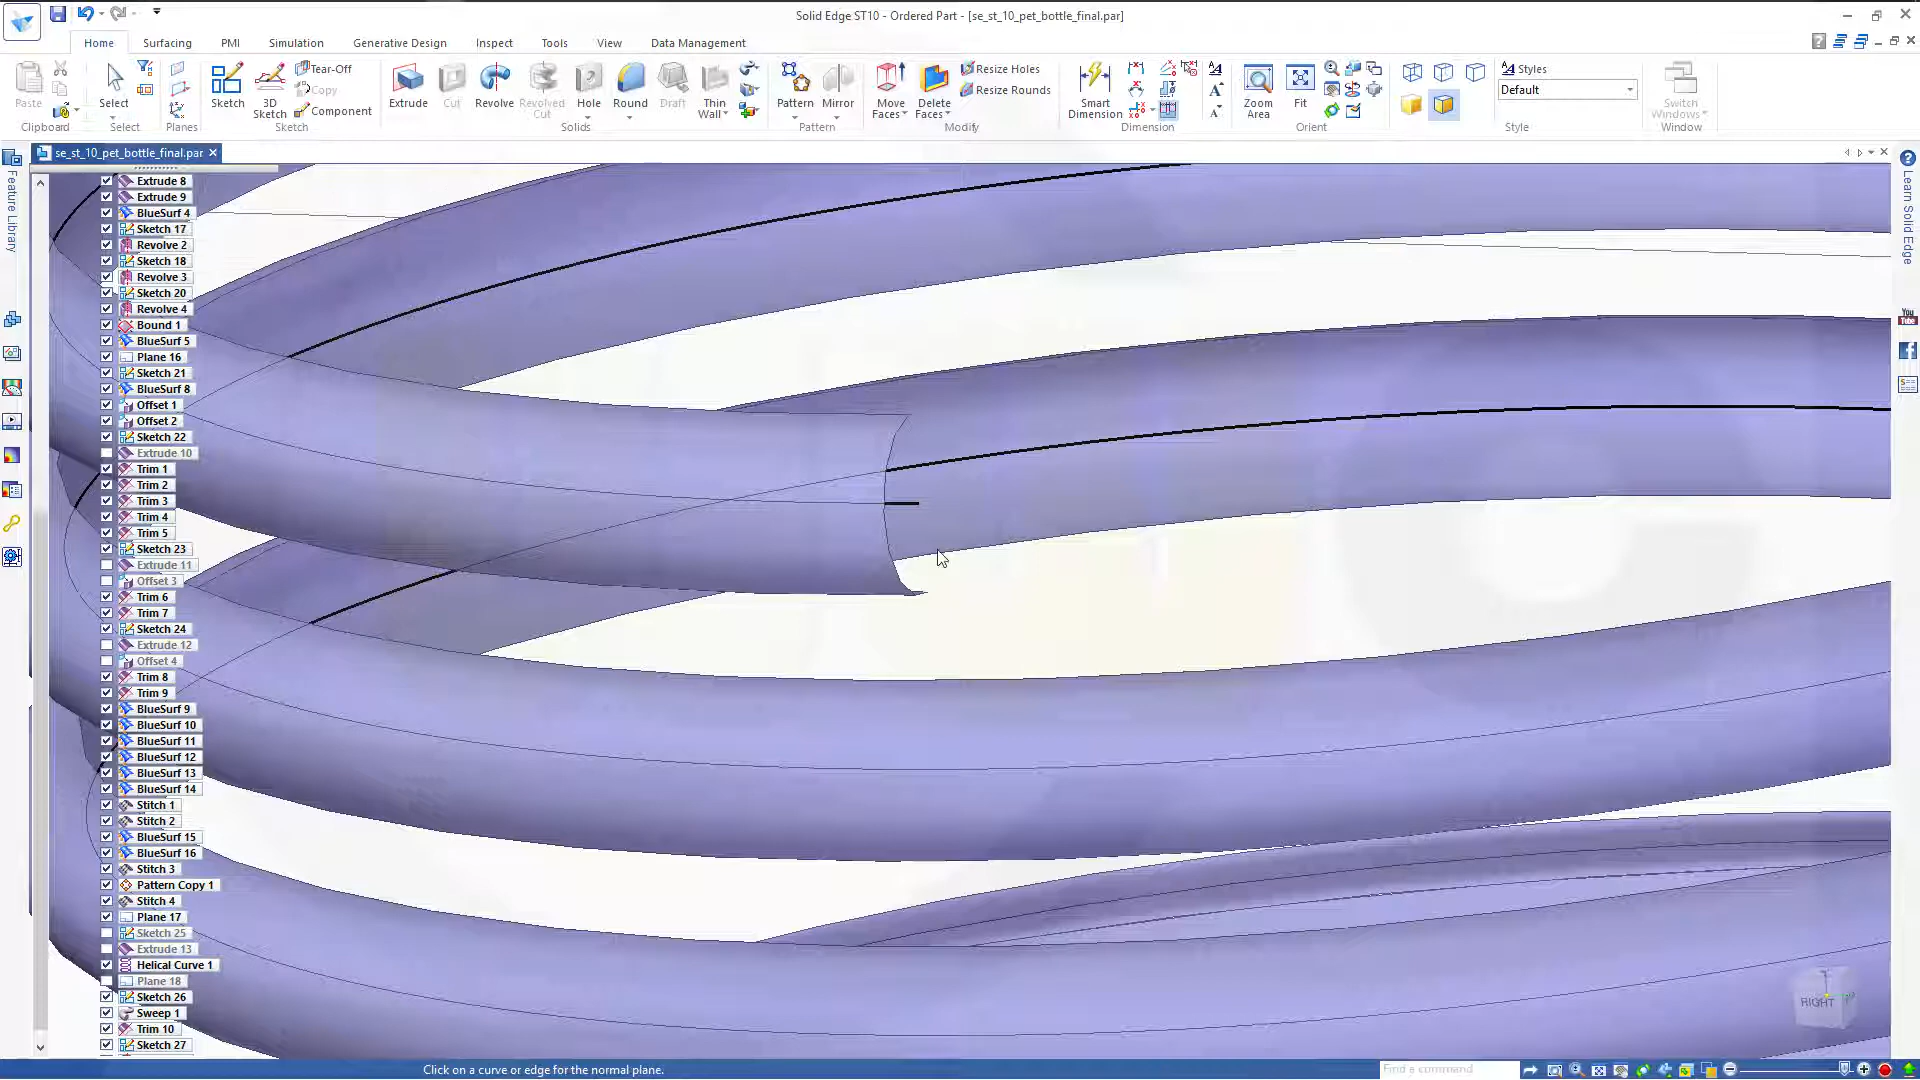 Solid Edge ST10 - Ordered Part - [se_st_10_pet_bottle_final.par]
Home Surfacing PMI Simulation Generative Design Inspect Tools View Data Management
Paste
Clipboard
Select
Select
Planes
Sketch
3D
Sketch
Tear-Off
Copy
Component
Sketch
Extrude
Cut
Revolve
Revolved
Cut
Hole
Round
Draft
Thin
Wall
Solids
Pattern
Mirror
Pattern
Move
Faces
Delete
Faces
Resize Holes
Resize Rounds
Modify
Smart
Dimension
Dimension
Zoom
Area
Fit
Orient
Styles
Default
Style
Switch
Windows
Window
se_st_10_pet_bottle_final.par
Feature Library
Extrude 8
Extrude 9
BlueSurf 4
Sketch 17
Revolve 2
Sketch 18
Revolve 3
Sketch 20
Revolve 4
Bound 1
BlueSurf 5
Plane 16
Sketch 21
BlueSurf 8
Offset 1
Offset 2
Sketch 22
Extrude 10
Trim 1
Trim 2
Trim 3
Trim 4
Trim 5
Sketch 23
Extrude 11
Offset 3
Trim 6
Trim 7
Sketch 24
Extrude 12
Offset 4
Trim 8
Trim 9
BlueSurf 9
BlueSurf 10
BlueSurf 11
BlueSurf 12
BlueSurf 13
BlueSurf 14
Stitch 1
Stitch 2
BlueSurf 15
BlueSurf 16
Stitch 3
Pattern Copy 1
Stitch 4
Plane 17
Sketch 25
Extrude 13
Helical Curve 1
Plane 18
Sketch 26
Sweep 1
Trim 10
Sketch 27
Learn Solid Edge
You
RIGHT
Click on a curve or edge for the normal plane.
Find a command